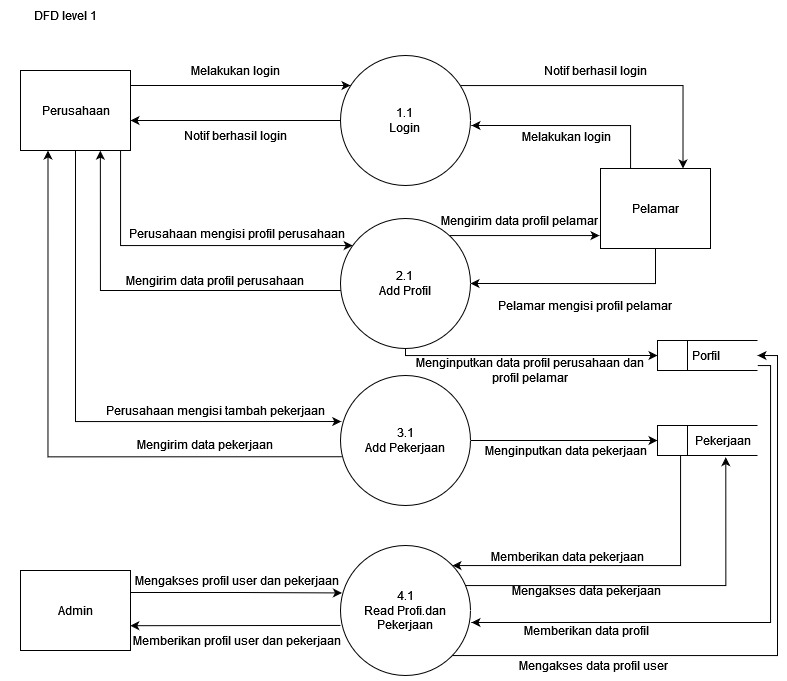 DFD level 1
Melakukan login
Notif berhasil login
Perusahaan
1.1
Login
Notif berhasil login
Melakukan login
Pelamar
Perusahaan mengisi profil perusahaan
Mengirim data profil pelamar
2.1
Add Profil
Mengirim data profil perusahaan
Pelamar mengisi profil pelamar
Menginputkan data profil perusahaan dan
profil pelamar
Porfil
Perusahaan mengisi tambah pekerjaan
3.1
Add Pekerjaan
Mengirim data pekerjaan
Menginputkan data pekerjaan
Pekerjaan
Memberikan data pekerjaan
Mengakses profil user dan pekerjaan
Mengakses data pekerjaan
Admin
4.1
Read Profi.dan
Pekerjaan
Memberikan profil user dan pekerjaan
Memberikan data profil
Mengakses data profil user